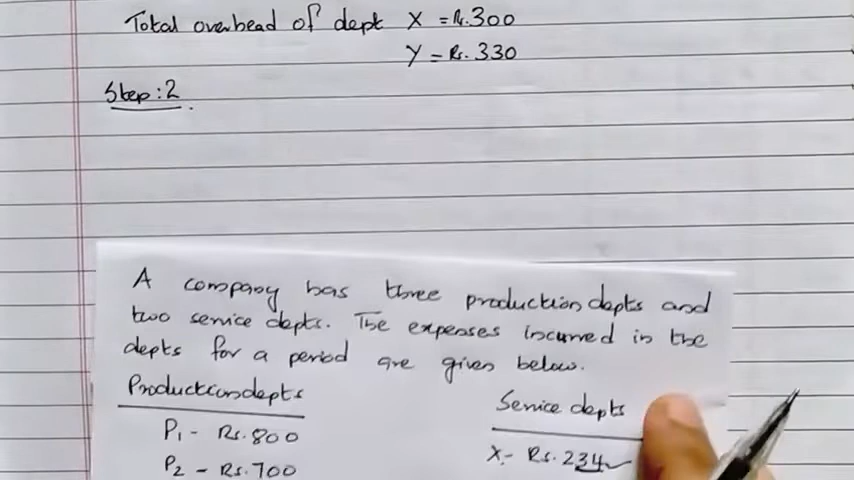 Total overhead of dept X = Rs.300
Y = Rs. 330
Step:2
A company has three production depts and
two service depts. The expenses incurred in the
depts for a period are given below.
Production depts
Service depts
P1 - Rs.800
X - Rs.234
P2 - Rs.700